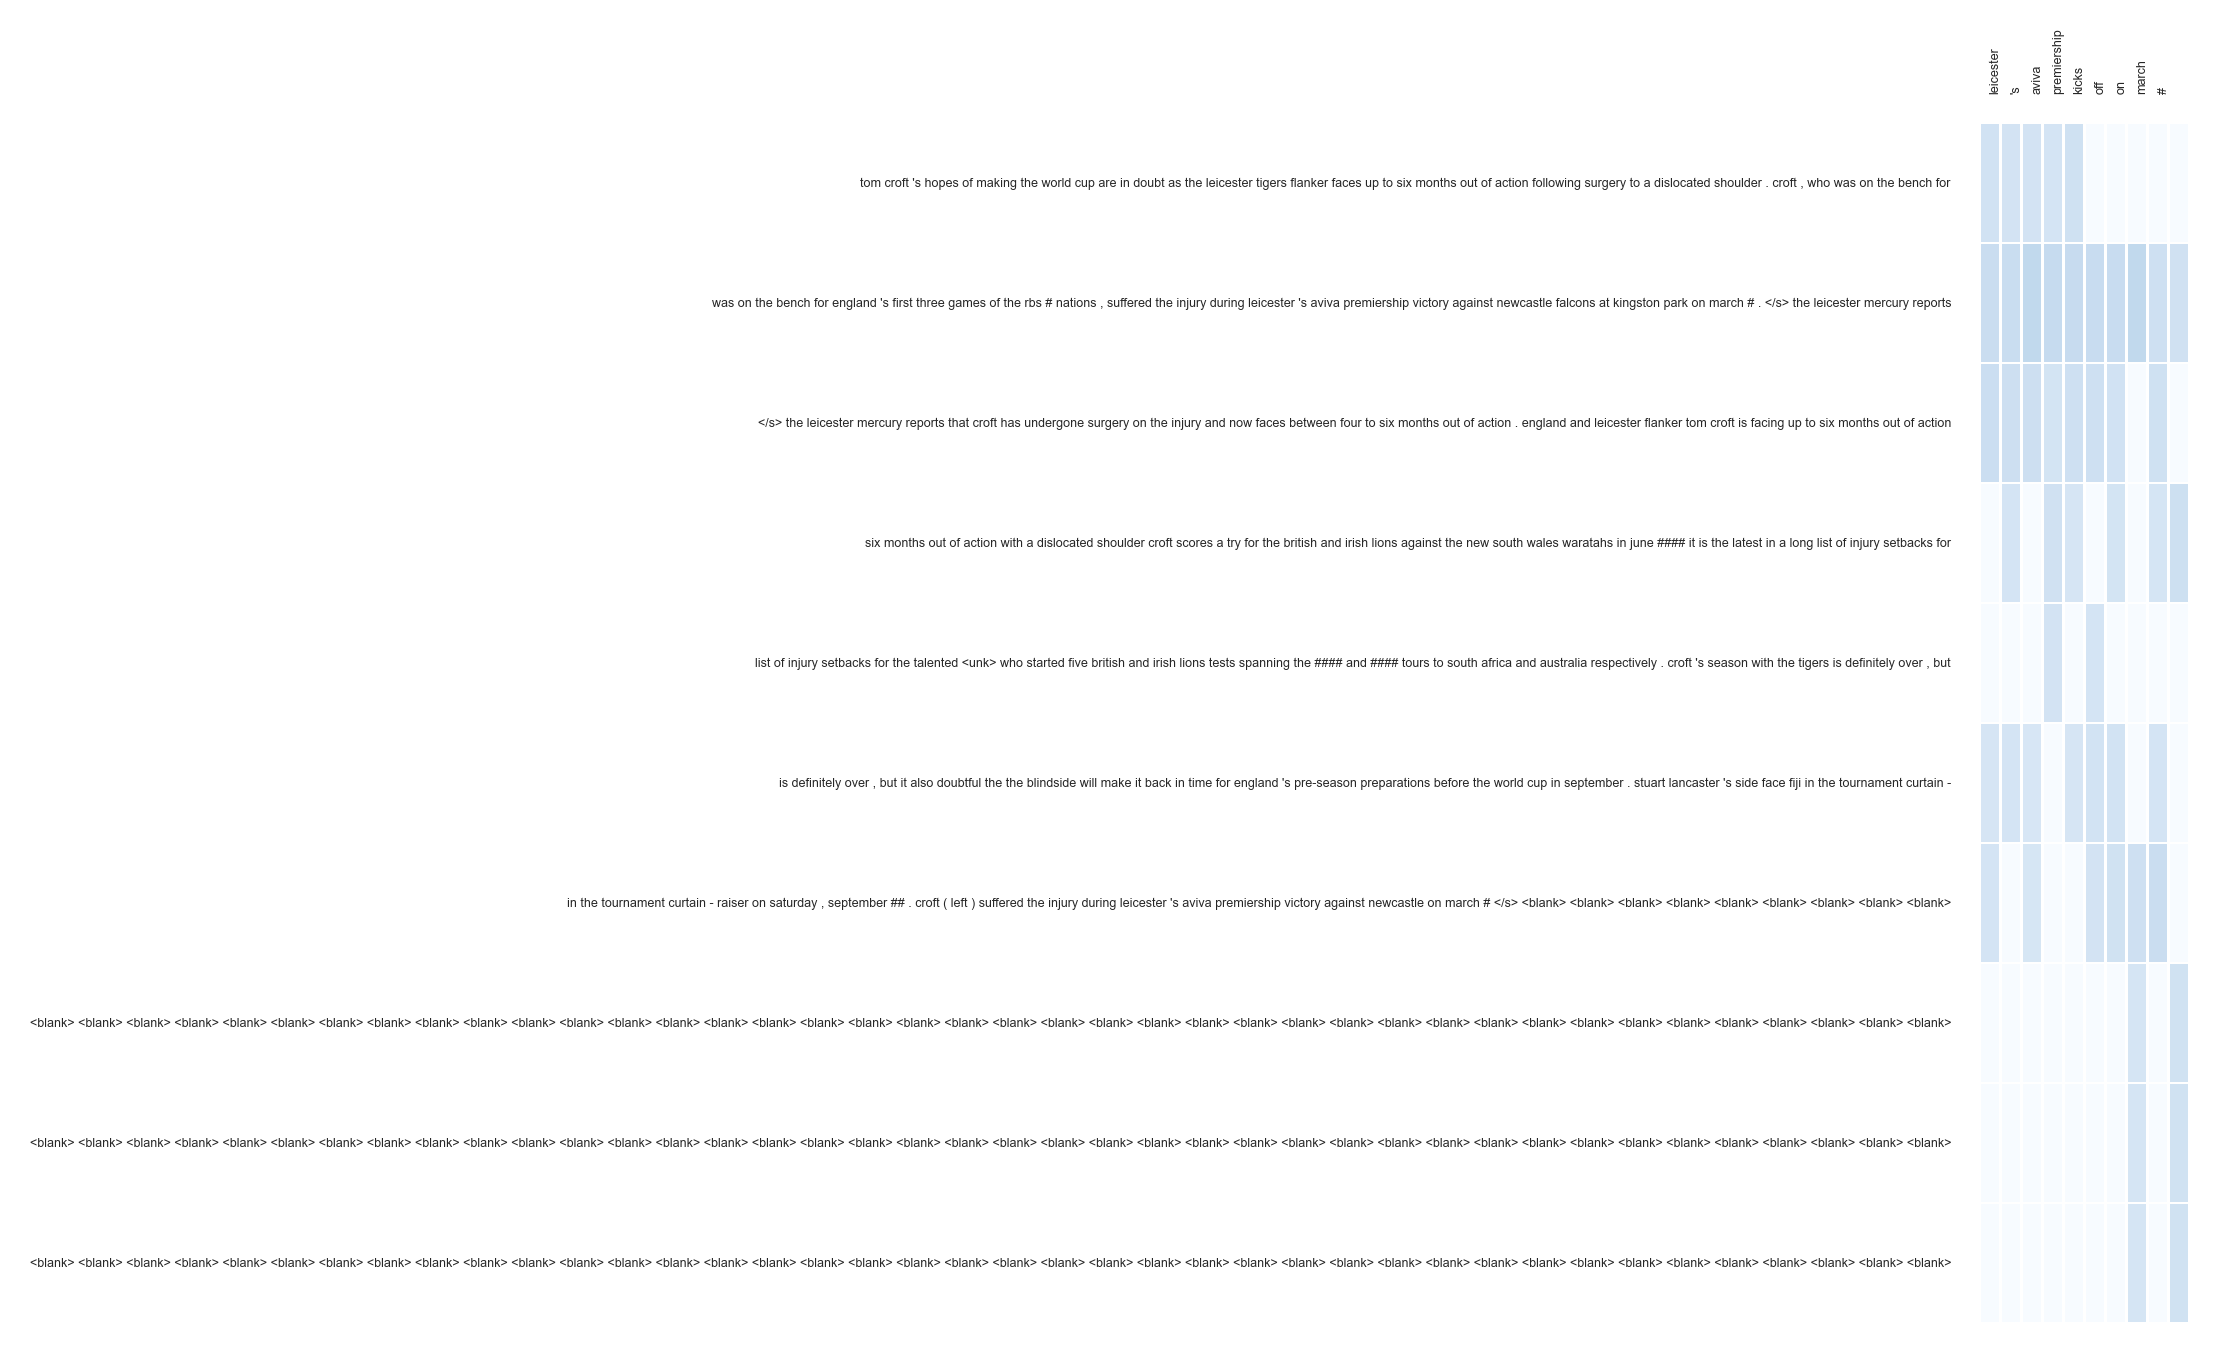 leicester
's
aviva
premiership
kicks
off
on
march
#
tom croft 's hopes of making the world cup are in doubt as the leicester tigers flanker faces up to six months out of action following surgery to a dislocated shoulder . croft , who was on the bench for
was on the bench for england 's first three games of the rbs # nations , suffered the injury during leicester 's aviva premiership victory against newcastle falcons at kingston park on march # . </s> the leicester mercury reports
</s> the leicester mercury reports that croft has undergone surgery on the injury and now faces between four to six months out of action . england and leicester flanker tom croft is facing up to six months out of action
six months out of action with a dislocated shoulder croft scores a try for the british and irish lions against the new south wales waratahs in june #### it is the latest in a long list of injury setbacks for
list of injury setbacks for the talented <unk> who started five british and irish lions tests spanning the #### and #### tours to south africa and australia respectively . croft 's season with the tigers is definitely over , but
is definitely over , but it also doubtful the the blindside will make it back in time for england 's pre-season preparations before the world cup in september . stuart lancaster 's side face fiji in the tournament curtain -
in the tournament curtain - raiser on saturday , september ## . croft ( left ) suffered the injury during leicester 's aviva premiership victory against newcastle on march # </s> <blank> <blank> <blank> <blank> <blank> <blank> <blank> <blank> <blank>
<blank> <blank> <blank> <blank> <blank> <blank> <blank> <blank> <blank> <blank> <blank> <blank> <blank> <blank> <blank> <blank> <blank> <blank> <blank> <blank> <blank> <blank> <blank> <blank> <blank> <blank> <blank> <blank> <blank> <blank> <blank> <blank> <blank> <blank> <blank> <blank> <blank> <blank> <blank> <blank>
<blank> <blank> <blank> <blank> <blank> <blank> <blank> <blank> <blank> <blank> <blank> <blank> <blank> <blank> <blank> <blank> <blank> <blank> <blank> <blank> <blank> <blank> <blank> <blank> <blank> <blank> <blank> <blank> <blank> <blank> <blank> <blank> <blank> <blank> <blank> <blank> <blank> <blank> <blank> <blank>
<blank> <blank> <blank> <blank> <blank> <blank> <blank> <blank> <blank> <blank> <blank> <blank> <blank> <blank> <blank> <blank> <blank> <blank> <blank> <blank> <blank> <blank> <blank> <blank> <blank> <blank> <blank> <blank> <blank> <blank> <blank> <blank> <blank> <blank> <blank> <blank> <blank> <blank> <blank> <blank>